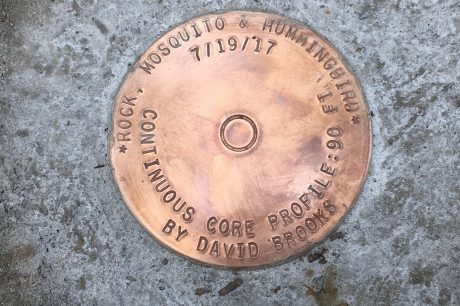 *ROCK, MOSQUITO & HUMMINGBIRD*
7/19/17
CONTINUOUS CORE PROFILE:90 FT
BY DAVID BROOKS